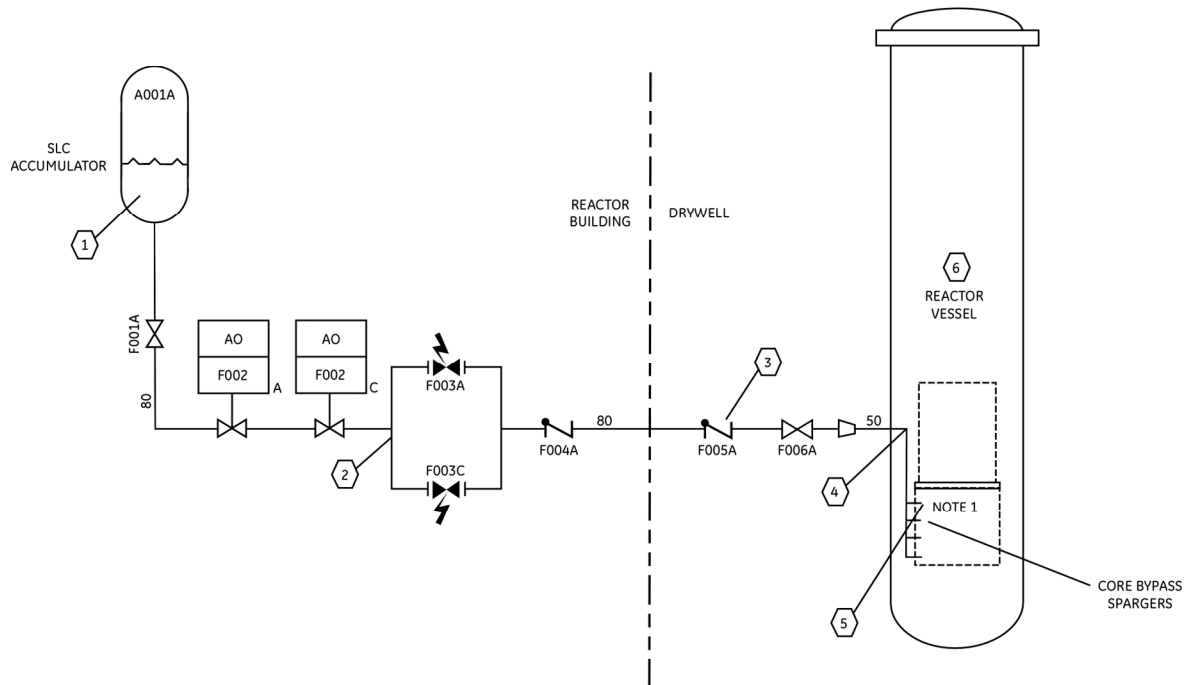 A001A
SLC
ACCUMULATOR
1
REACTOR
BUILDING
DRYWELL
6
REACTOR
VESSEL
F001A
80
AO
F002
A
AO
F002
C
F003A
3
2
F003C
F004A
80
F005A
F006A
50
4
NOTE 1
5
CORE BYPASS
SPARGERS